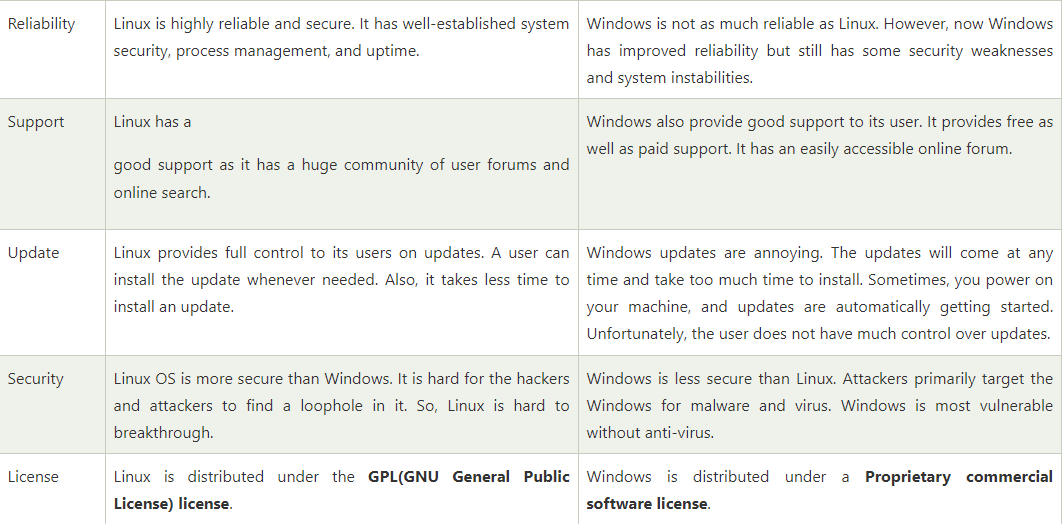 Reliability
Linux is highly reliable and secure. It has well-established system
security, process management, and uptime.
Windows is not as much reliable as Linux. However, now Windows
has improved reliability but still has some security weaknesses
and system instabilities.
Support
Linux has a
good support as it has a huge community of user forums and
online search.
Windows also provide good support to its user. It provides free as
well as paid support. It has an easily accessible online forum.
Update
Linux provides full control to its users on updates. A user can
install the update whenever needed. Also, it takes less time to
install an update.
Windows updates are annoying. The updates will come at any
time and take too much time to install. Sometimes, you power on
your machine, and updates are automatically getting started.
Unfortunately, the user does not have much control over updates.
Security
Linux OS is more secure than Windows. It is hard for the hackers
and attackers to find a loophole in it. So, Linux is hard to
breakthrough.
Windows is less secure than Linux. Attackers primarily target the
Windows for malware and virus. Windows is most vulnerable
without anti-virus.
License
Linux is distributed under the GPL(GNU General Public
License) license.
Windows is distributed under a Proprietary commercial
software license.